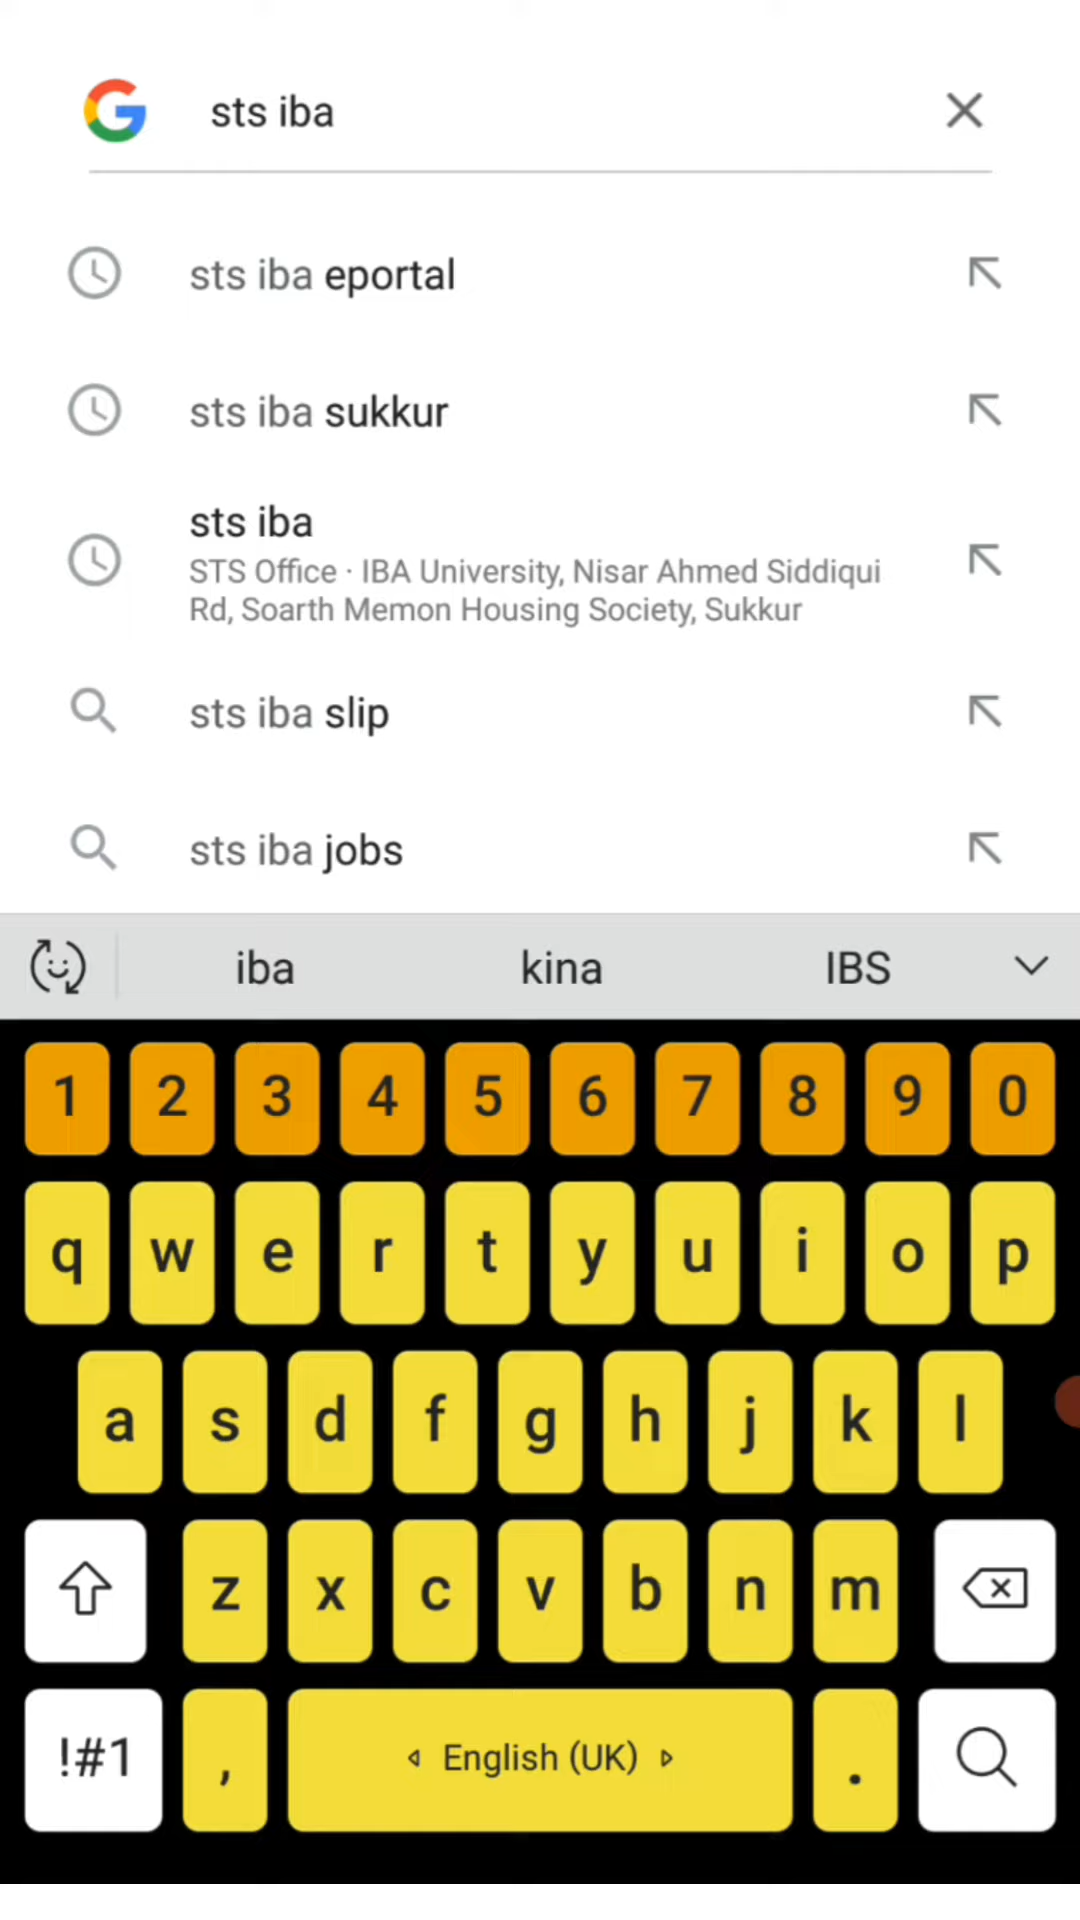 sts iba
sts iba eportal
sts iba sukkur
sts iba
STS Office · IBA University, Nisar Ahmed Siddiqui
Rd, Soarth Memon Housing Society, Sukkur
sts iba slip
sts iba jobs
iba kina IBS
1 2 3 4 5 6 7 8 9 0
q w e r t y u i o p
a s d f g h j k l
z x c v b n m
!#1 , English (UK) .